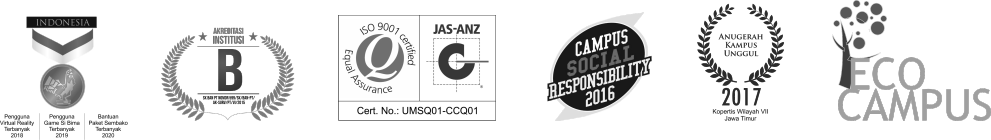 INDONESIA
Pengguna
Virtual Reality
Terbanyak
2018
Pengguna
Game Si Bima
Terbanyak
2019
Bantuan
Paket Sembako
Terbanyak
2020
AKREDITASI
INSTITUSI
B
ISO 9001 Certified
Equal Assurance
JAS-ANZ
Cert. No.: UMSQ01-CCQ01
CAMPUS
SOCIAL
RESPONSIBILITY
2016
ANUGERAH
KAMPUS
UNGGUL
2017
Kopertis Wilayah VII
Jawa Timur
ECO
CAMPUS